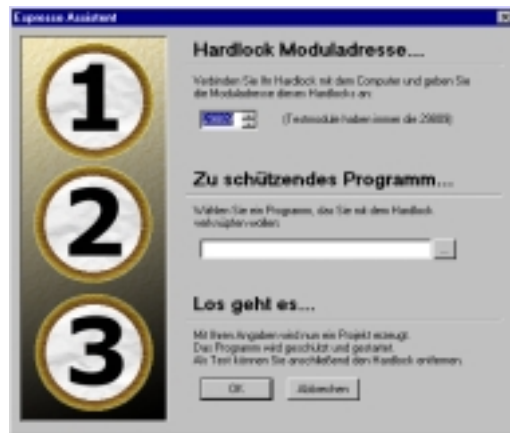 Espresso Assistent
1
Hardlock Moduladresse....
Verbinden Sie Ihr Hardlock mit dem Computer und geben Sie
die Moduladresse dieses Hardlocks an:
29809
(Testmodule haben immer die 29809)
2
Zu schützendes Programm...
Wählen Sie ein Programm, das Sie mit dem Hardlock
verknüpfen wollen:
...
3
Los geht es...
Mit Ihren Angaben wird nun ein Projekt erzeugt.
Das Programm wird geschützt und gestartet.
Als Test können Sie anschließend den Hardlock entfernen.
OK
Abbrechen